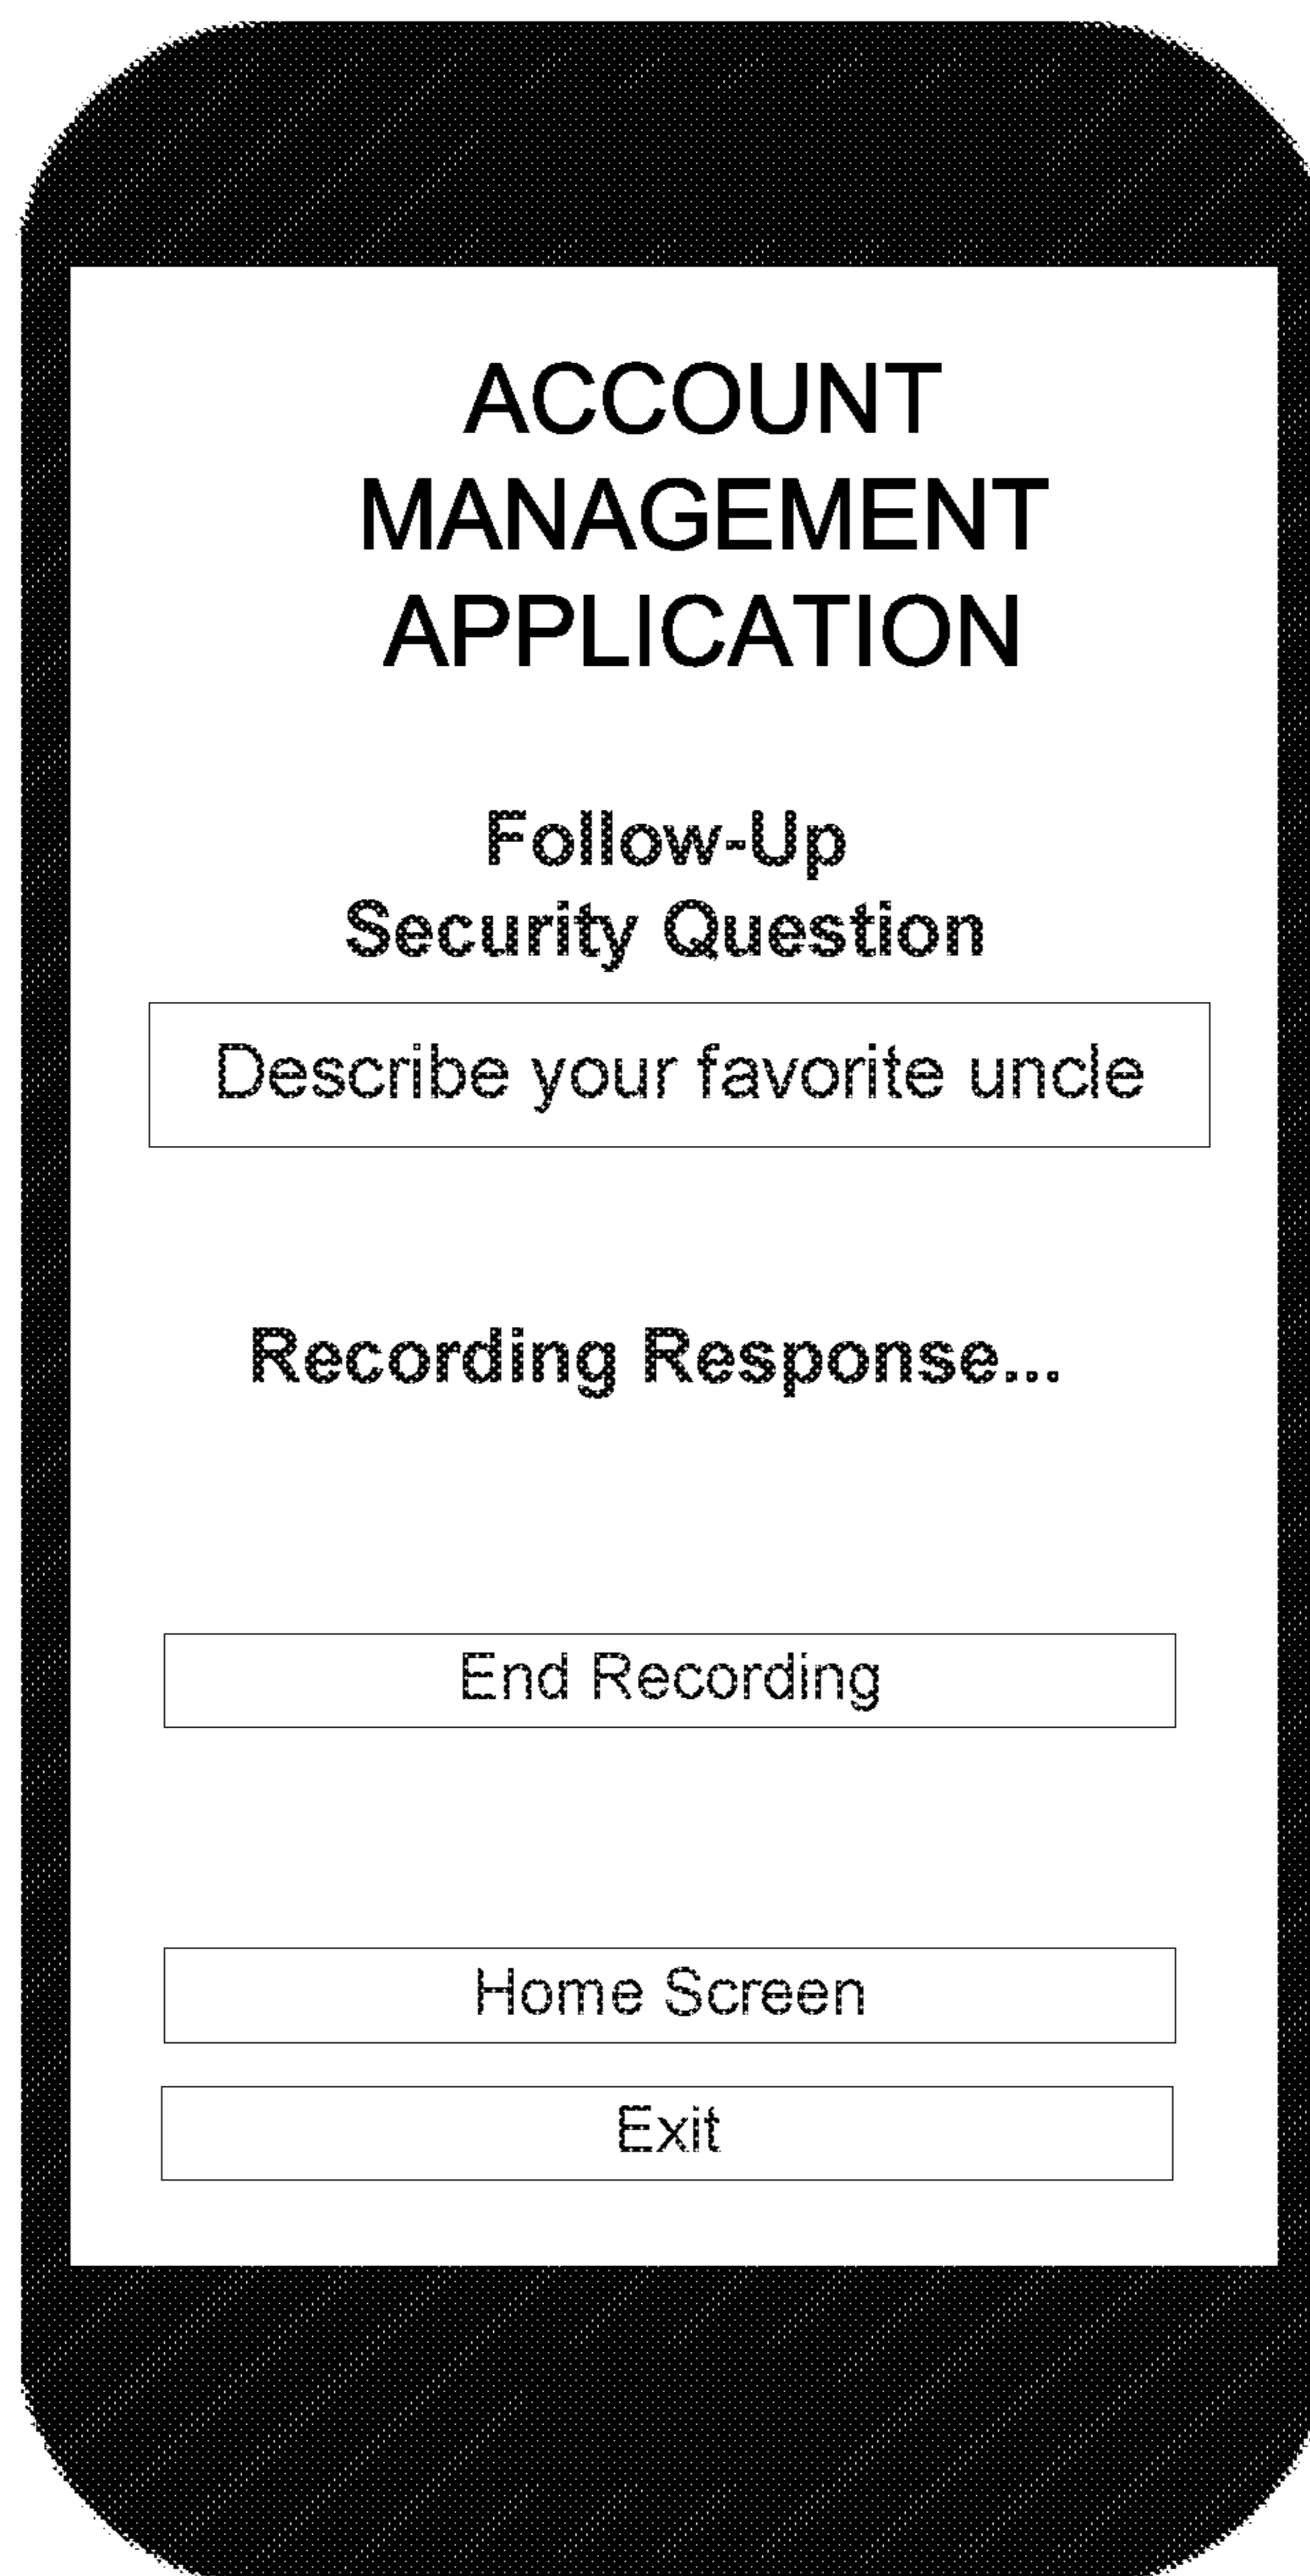 ACCOUNT
MANAGEMENT
APPLICATION
Follow-Up
Security Question
Describe your favorite uncle
Recording Response...
End Recording
Home Screen
Exit